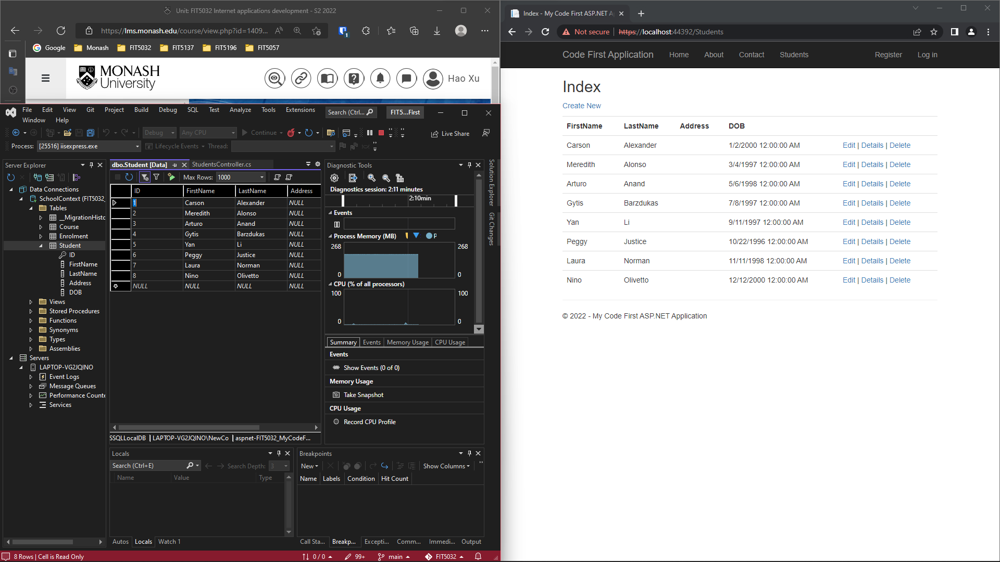 Unit: FIT5032 Internet applications development - S2 2022
https://lms.monash.edu/course/view.php?id=1409...
Google Monash FIT5032 FIT5137 FIT5196 FIT5057
MONASH University
Hao Xu
File Edit View Git Project Build Debug SQL Test Analyze Tools Extensions
Window Help
Search (Ctrl...
FIT5...First
Debug Any CPU Continue
Live Share
Process: [25516] iisexpress.exe Lifecycle Events Thread:
Server Explorer
Data Connections
SchoolContext (FIT5032_
Tables
__MigrationHisto
Course
Enrolment
Student
ID
FirstName
LastName
Address
DOB
Views
Stored Procedures
Functions
Synonyms
Types
Assemblies
Servers
LAPTOP-VG2JQINO
Event Logs
Message Queues
Performance Counte
Services
dbo.Student [Data] StudentsController.cs
Max Rows: 1000
ID FirstName LastName Address
1 Carson Alexander NULL
2 Meredith Alonso NULL
3 Arturo Anand NULL
4 Gytis Barzdukas NULL
5 Yan Li NULL
6 Peggy Justice NULL
7 Laura Norman NULL
8 Nino Olivetto NULL
NULL NULL NULL NULL
SSQLLocalDB LAPTOP-VG2JQINO\NewCo aspnet-FIT5032_MyCodeF...
Diagnostic Tools
Diagnostics session: 2:11 minutes
2:10min
Events
Process Memory (MB) P
268 268
0 0
CPU (% of all processors)
100 100
0 0
Summary Events Memory Usage CPU Usage
Events
Show Events (0 of 0)
Memory Usage
Take Snapshot
CPU Usage
Record CPU Profile
Solution Explorer
Git Changes
Locals
Search (Ctrl+E) Search Depth: 3
Name Value Type
Autos Locals Watch 1
Breakpoints
New Show Columns
Name Labels Condition Hit Count
Call Sta... Breakp... Excepti... Comm... Immedi... Output
8 Rows | Cell is Read Only 0 / 0 99+ main FIT5032
Index - My Code First ASP.NET A
Not secure https://localhost:44392/Students
Code First Application Home About Contact Students Register Log in
Index
Create New
FirstName LastName Address DOB
Carson Alexander 1/2/2000 12:00:00 AM Edit | Details | Delete
Meredith Alonso 3/4/1997 12:00:00 AM Edit | Details | Delete
Arturo Anand 5/6/1998 12:00:00 AM Edit | Details | Delete
Gytis Barzdukas 7/8/1997 12:00:00 AM Edit | Details | Delete
Yan Li 9/11/1997 12:00:00 AM Edit | Details | Delete
Peggy Justice 10/22/1996 12:00:00 AM Edit | Details | Delete
Laura Norman 11/11/1998 12:00:00 AM Edit | Details | Delete
Nino Olivetto 12/12/2000 12:00:00 AM Edit | Details | Delete
© 2022 - My Code First ASP.NET Application